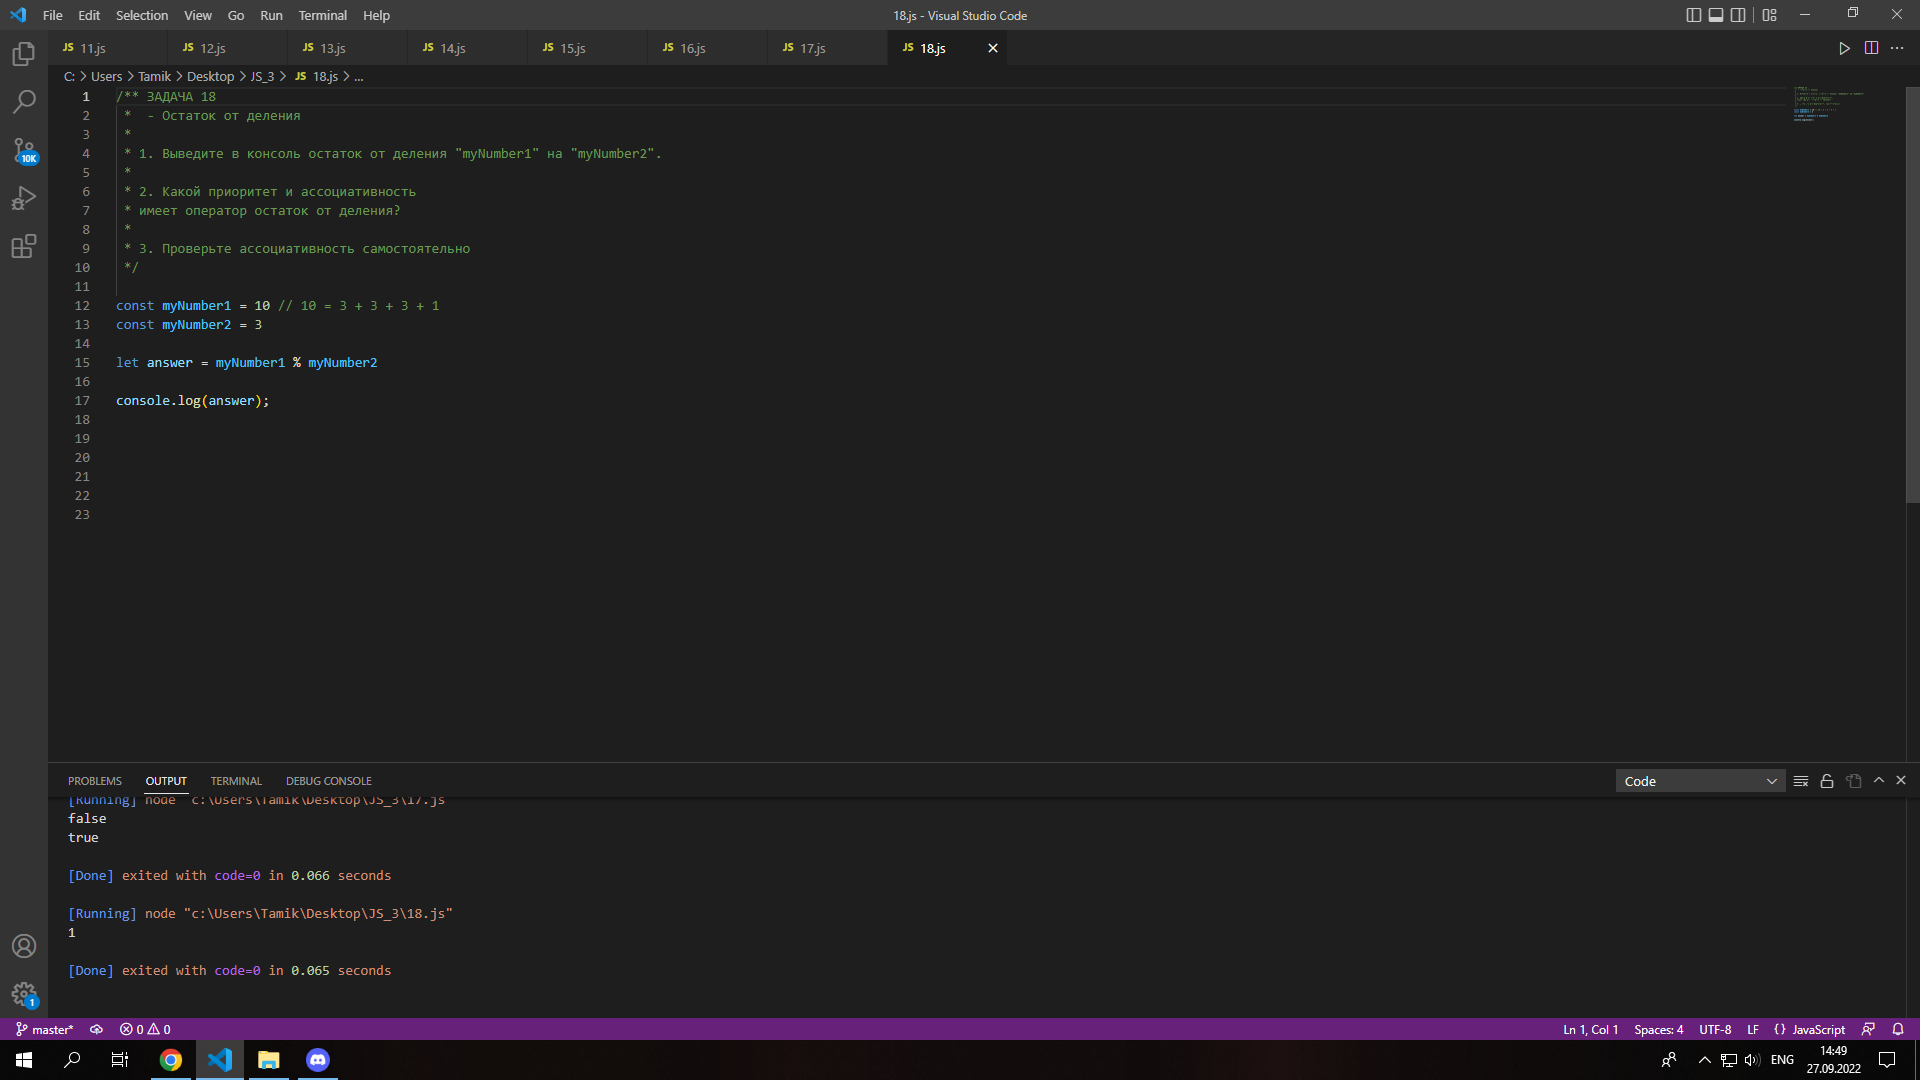 File Edit Selection View Go Run Terminal Help 18.js - Visual Studio Code
JS 11.js JS 12.js JS 13.js JS 14.js JS 15.js JS 16.js JS 17.js JS 18.js
C: > Users > Tamik > Desktop > JS_3 > JS 18.js > ...
1 /** ЗАДАЧА 18
2 *  - Остаток от деления
3 *
4 * 1. Выведите в консоль остаток от деления "myNumber1" на "myNumber2".
5 *
6 * 2. Какой приоритет и ассоциативность
7 * имеет оператор остаток от деления?
8 *
9 * 3. Проверьте ассоциативность самостоятельно
10 */
11
12 const myNumber1 = 10 // 10 = 3 + 3 + 3 + 1
13 const myNumber2 = 3
14
15 let answer = myNumber1 % myNumber2
16
17 console.log(answer);
18
19
20
21
22
23
10K
PROBLEMS OUTPUT TERMINAL DEBUG CONSOLE Code
[Running] node "c:\Users\Tamik\Desktop\JS_3\17.js"
false
true
[Done] exited with code=0 in 0.066 seconds
[Running] node "c:\Users\Tamik\Desktop\JS_3\18.js"
1
[Done] exited with code=0 in 0.065 seconds
1
master* 0 0 Ln 1, Col 1 Spaces: 4 UTF-8 LF {} JavaScript
ENG 14:49
27.09.2022